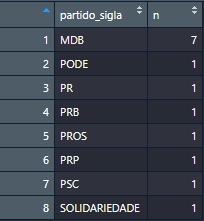 partido_sigla n
1 MDB 7
2 PODE 1
3 PR 1
4 PRB 1
5 PROS 1
6 PRP 1
7 PSC 1
8 SOLIDARIEDADE 1